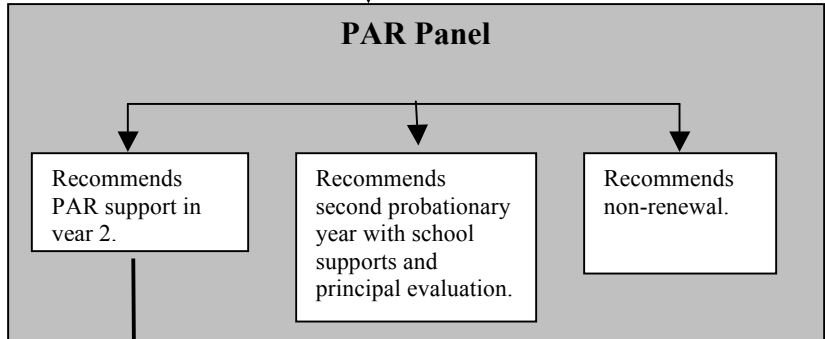 PAR Panel
Recommends
PAR support in
year 2.
Recommends
second probationary
year with school
supports and
principal evaluation.
Recommends
non-renewal.